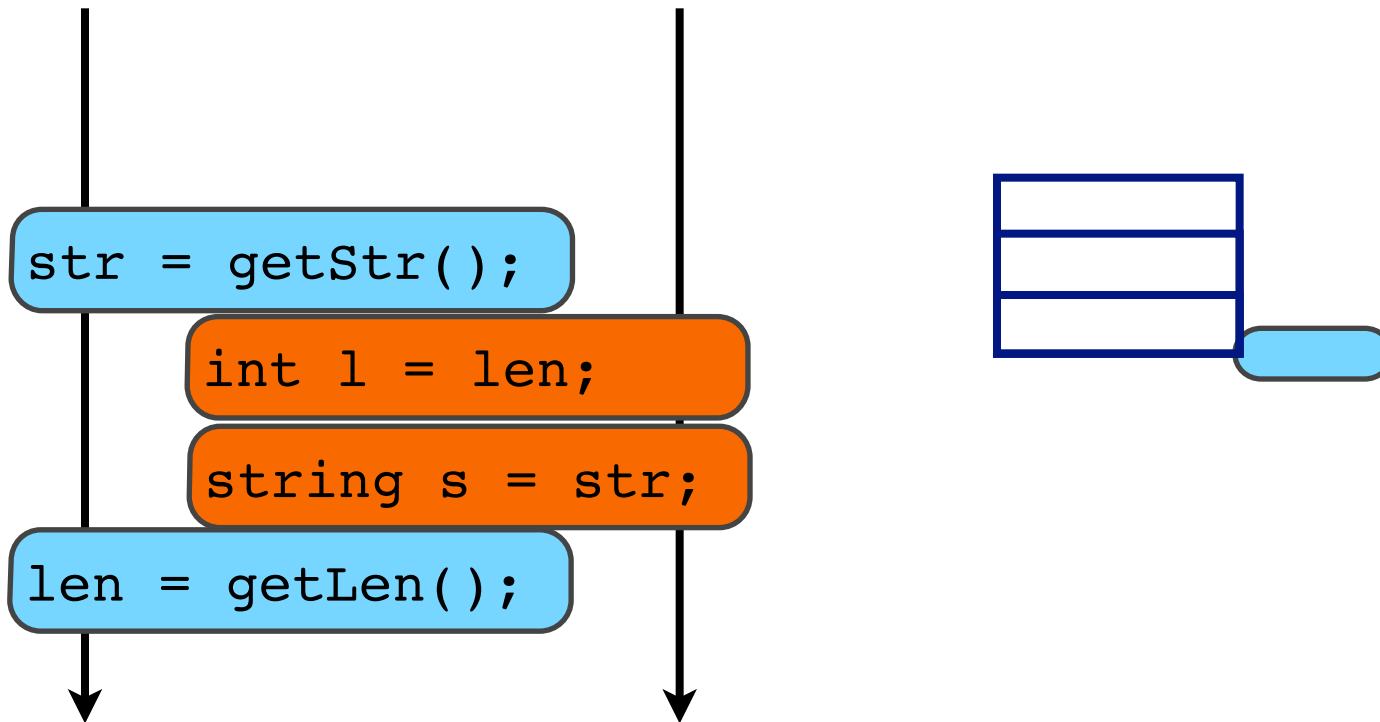 str = getStr();
int l = len;
string s = str;
len = getLen();